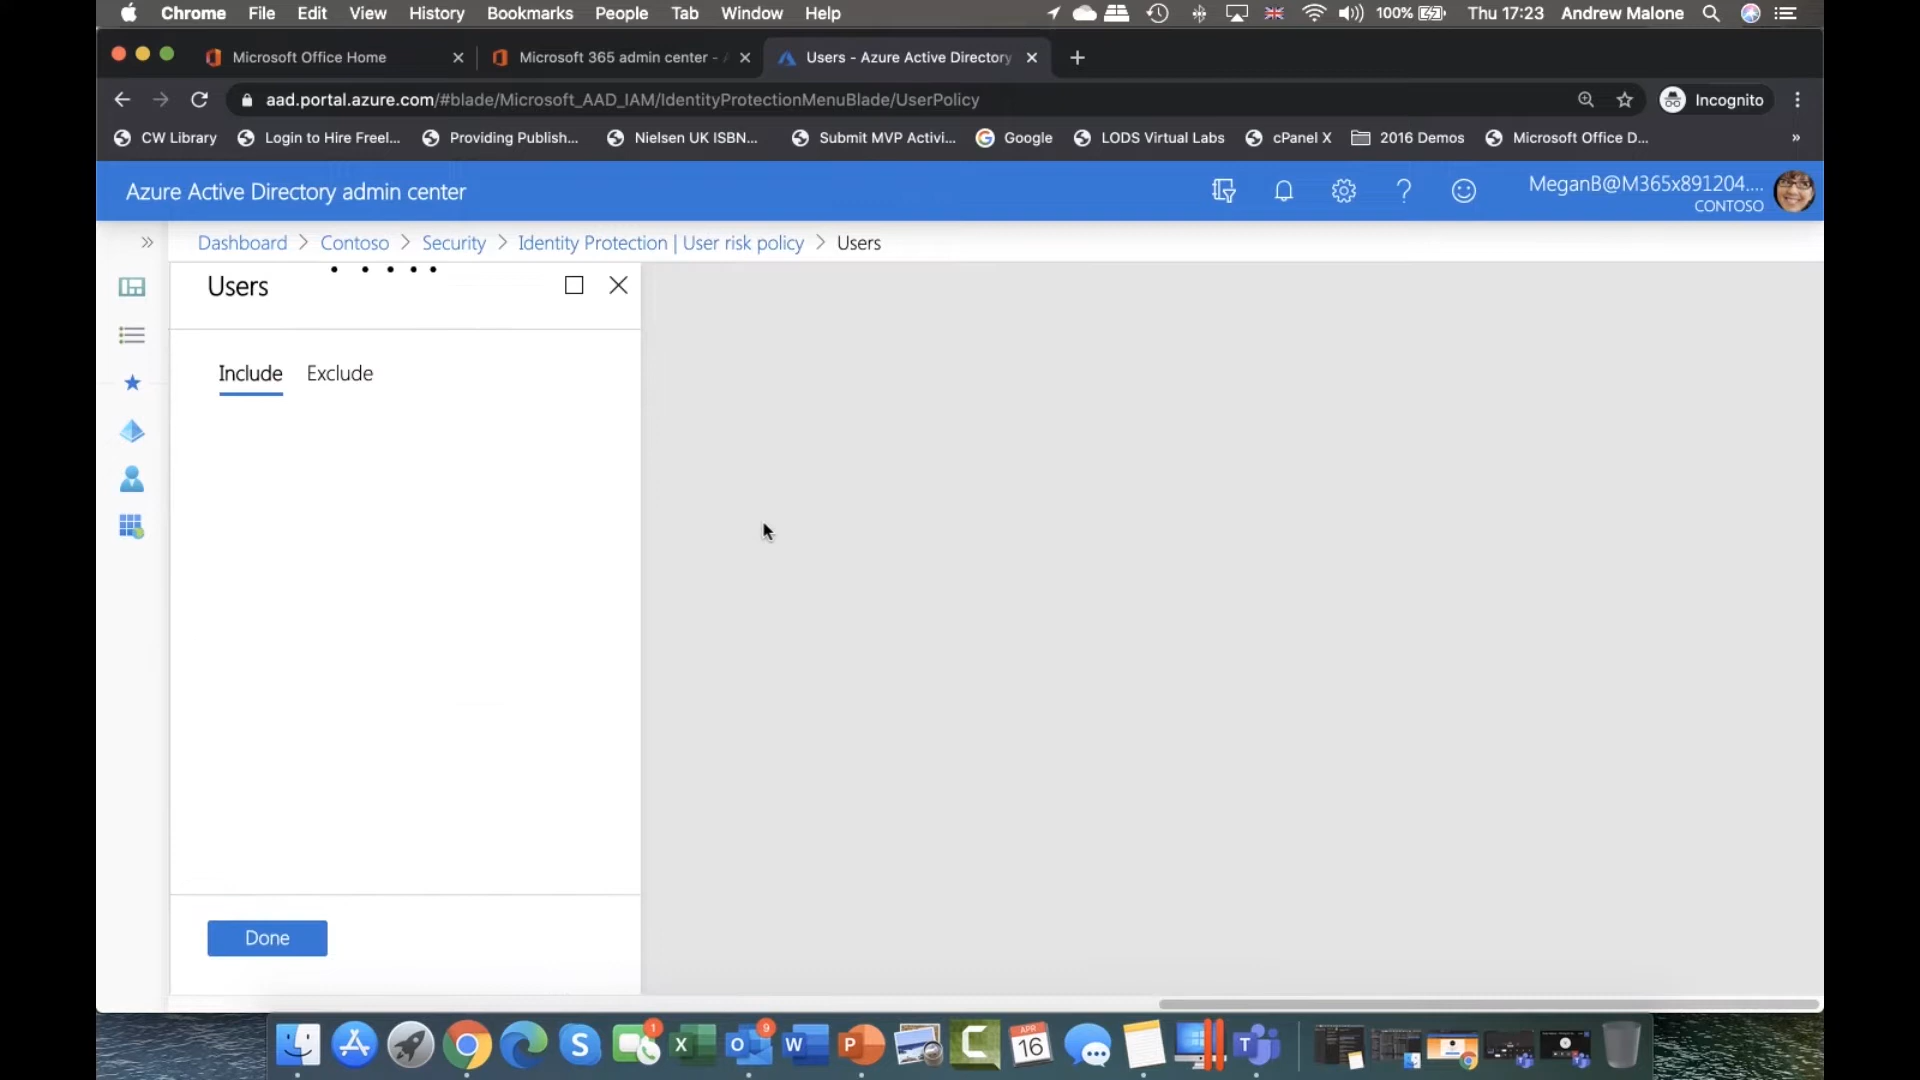 Chrome File Edit View History Bookmarks People Tab Window Help 100% Thu 17:23 Andrew Malone
Microsoft Office Home Microsoft 365 admin center - Users - Azure Active Directory
aad.portal.azure.com/#blade/Microsoft_AAD_IAM/IdentityProtectionMenuBlade/UserPolicy Incognito
CW Library Login to Hire Freel... Providing Publish... Nielsen UK ISBN... Submit MVP Activi... Google LODS Virtual Labs cPanel X 2016 Demos Microsoft Office D... »
Azure Active Directory admin center MeganB@M365x891204....
CONTOSO
Dashboard > Contoso > Security > Identity Protection | User risk policy > Users
Users
Include Exclude
Done
1 9 APR 16